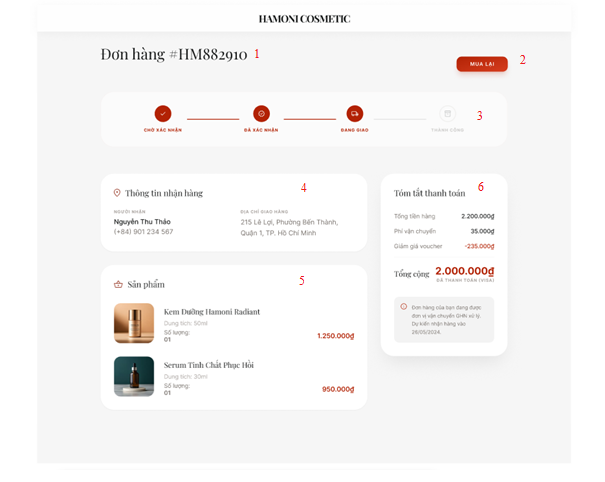 HAMONI COSMETIC
Đơn hàng #HM882910 1
MUA LẠI 2
CHỜ XÁC NHẬN
ĐÃ XÁC NHẬN
ĐANG GIAO
THÀNH CÔNG
3
Thông tin nhận hàng 4
NGƯỜI NHẬN
Nguyễn Thu Thảo
(+84) 901 234 567
ĐỊA CHỈ GIAO HÀNG
215 Lê Lợi, Phường Bến Thành,
Quận 1, TP. Hồ Chí Minh
Sản phẩm 5
Kem Dưỡng Hamoni Radiant
Dung tích: 50ml
Số lượng:
01
1.250.000₫
Serum Tinh Chất Phục Hồi
Dung tích: 30ml
Số lượng:
01
950.000₫
6
Tóm tắt thanh toán
Tổng tiền hàng 2.200.000₫
Phí vận chuyển 35.000₫
Giảm giá voucher -235.000₫
Tổng cộng 2.000.000₫
ĐÃ THANH TOÁN (VISA)
Đơn hàng của bạn đang được
đơn vị vận chuyển GHN xử lý.
Dự kiến nhận hàng vào
26/05/2024.